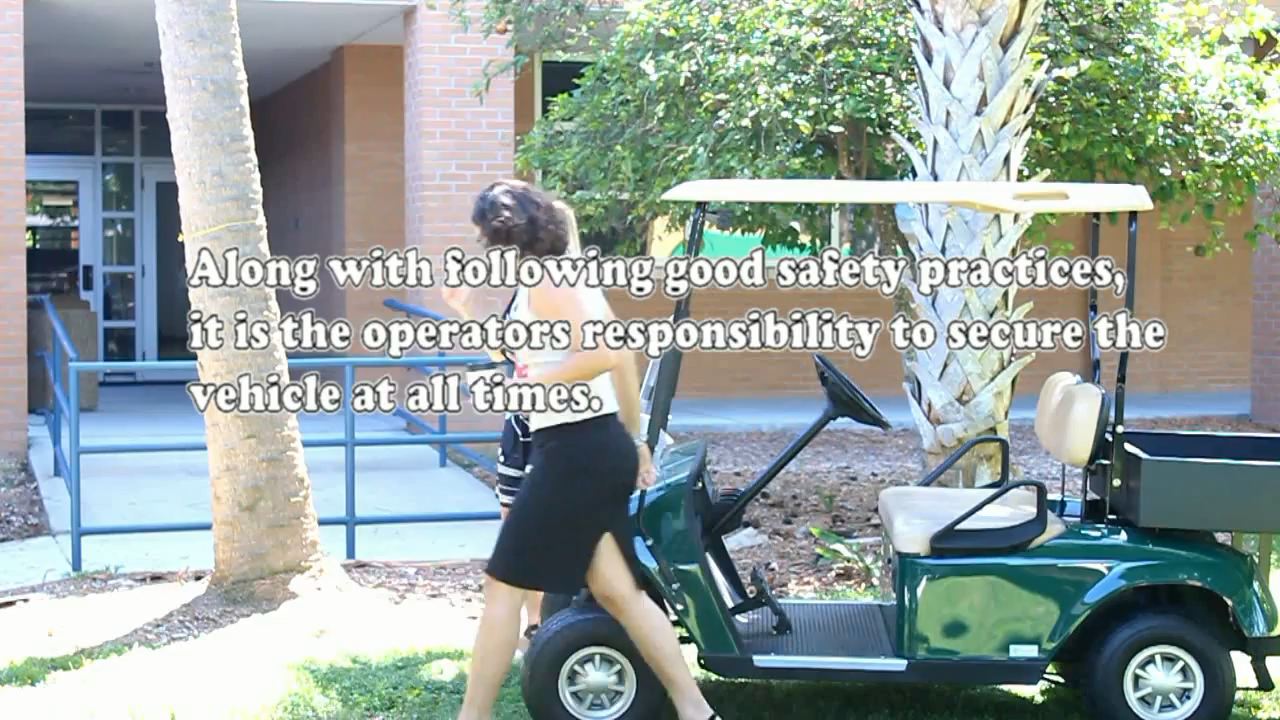 Along with following good safety practices,
it is the operators responsibility to secure the
vehicle at all times.